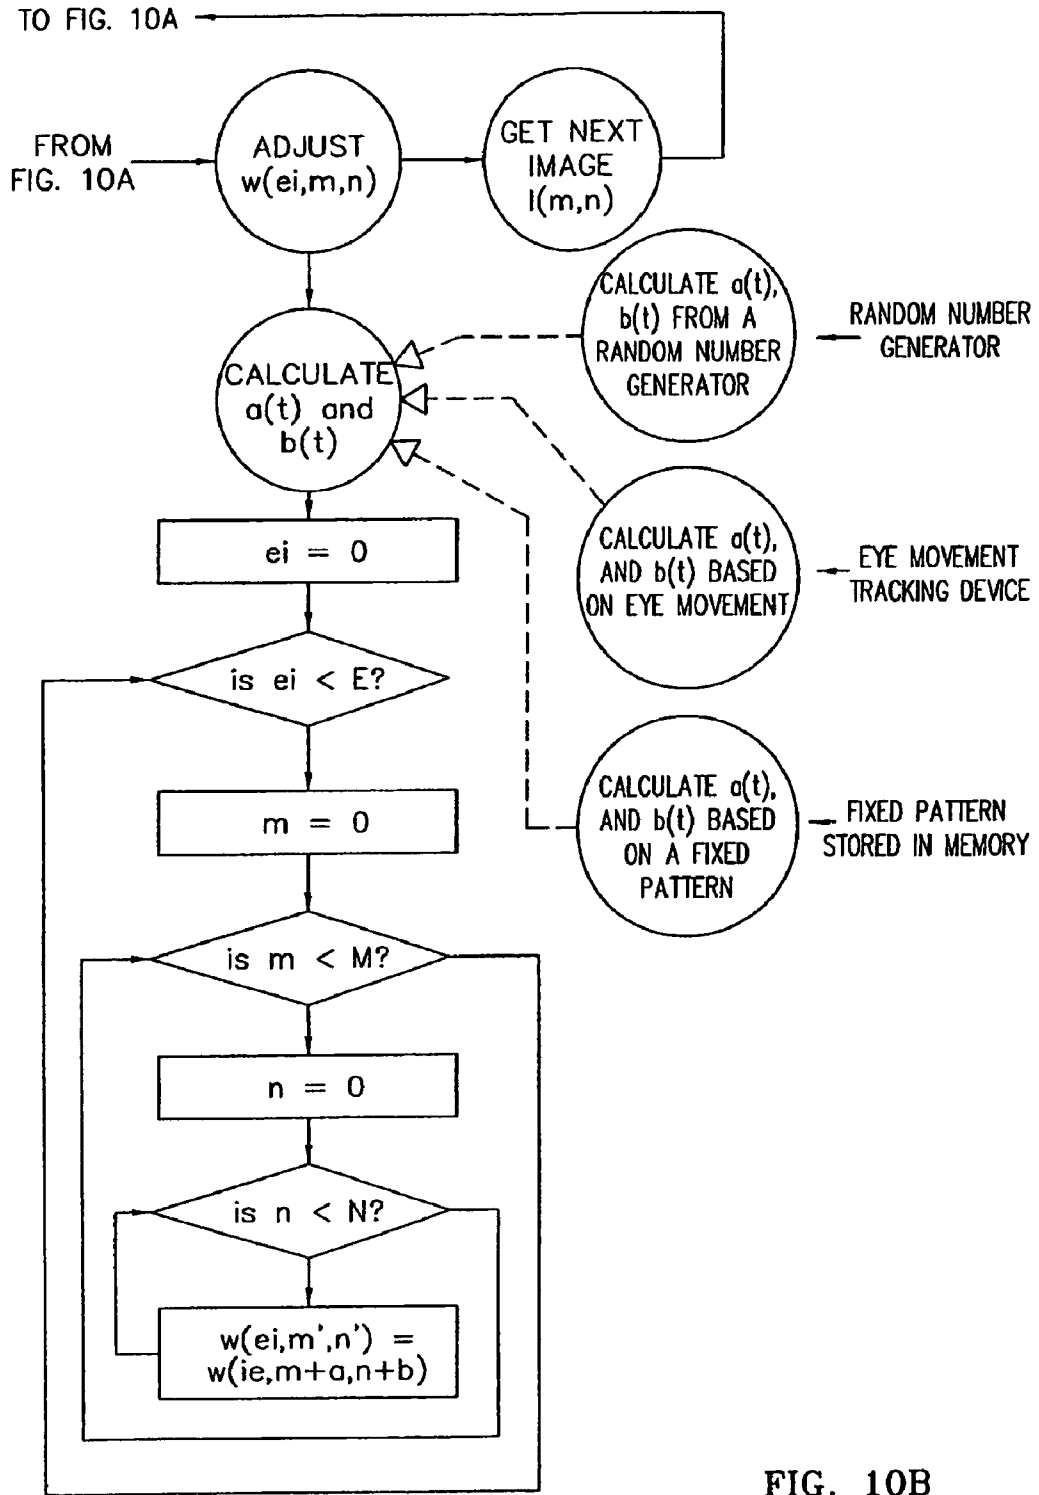 TO FIG. 10A
FROM
FIG. 10A
ADJUST
w(ei,m,n)
GET NEXT
IMAGE
I(m,n)
CALCULATE a(t),
b(t) FROM A
RANDOM NUMBER
GENERATOR
RANDOM NUMBER
GENERATOR
CALCULATE
a(t) and
b(t)
CALCULATE a(t),
AND b(t) BASED
ON EYE MOVEMENT
EYE MOVEMENT
TRACKING DEVICE
ei = 0
is ei < E?
CALCULATE a(t),
AND b(t) BASED
ON A FIXED
PATTERN
FIXED PATTERN
STORED IN MEMORY
m = 0
is m < M?
n = 0
is n < N?
w(ei,m',n') =
w(ie,m+a,n+b)
FIG. 10B